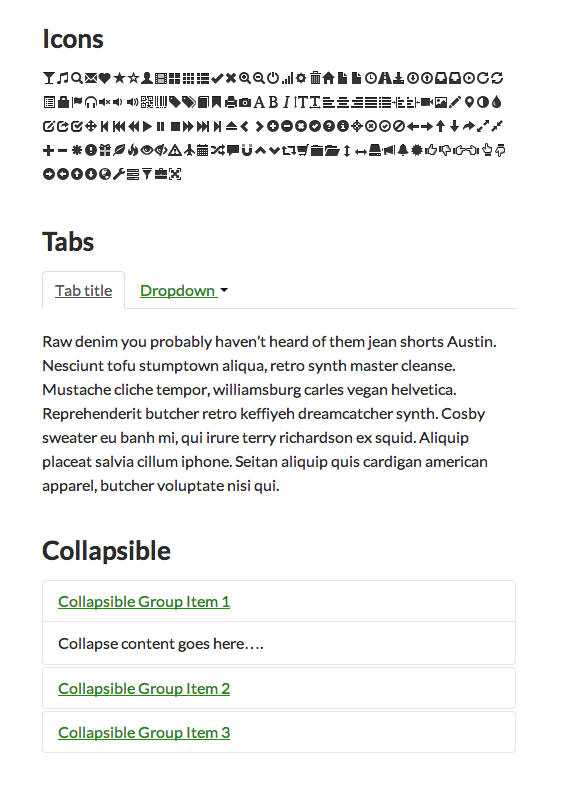 Icons
Tabs
Tab title Dropdown
Raw denim you probably haven’t heard of them jean shorts Austin.
Nesciunt tofu stumptown aliqua, retro synth master cleanse.
Mustache cliche tempor, williamsburg carles vegan helvetica.
Reprehenderit butcher retro keffiyeh dreamcatcher synth. Cosby
sweater eu banh mi, qui irure terry richardson ex squid. Aliquip
placeat salvia cillum iphone. Seitan aliquip quis cardigan american
apparel, butcher voluptate nisi qui.
Collapsible
Collapsible Group Item 1
Collapse content goes here….
Collapsible Group Item 2
Collapsible Group Item 3